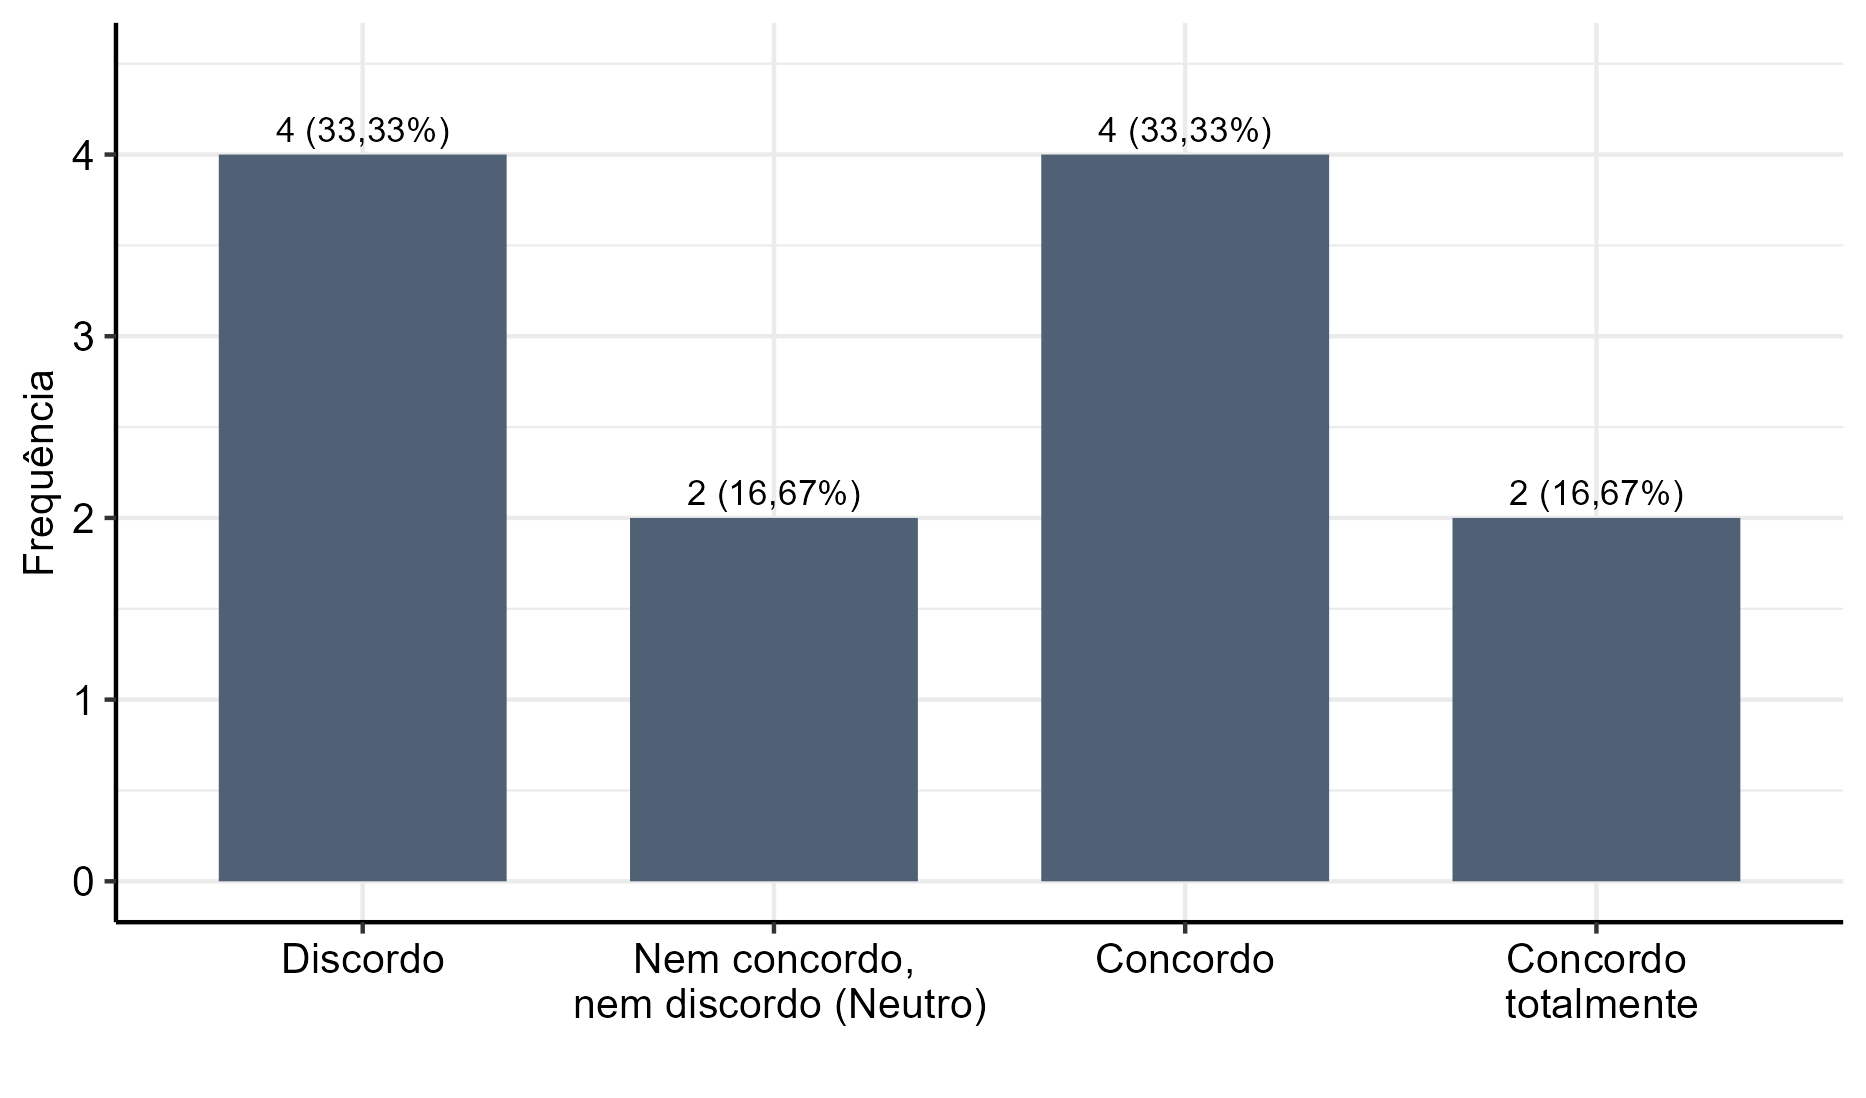 4 (33,33%)
2 (16,67%)
4 (33,33%)
2 (16,67%)
4
3
2
1
0
Frequência
Discordo
Nem concordo,
nem discordo (Neutro)
Concordo
Concordo
totalmente